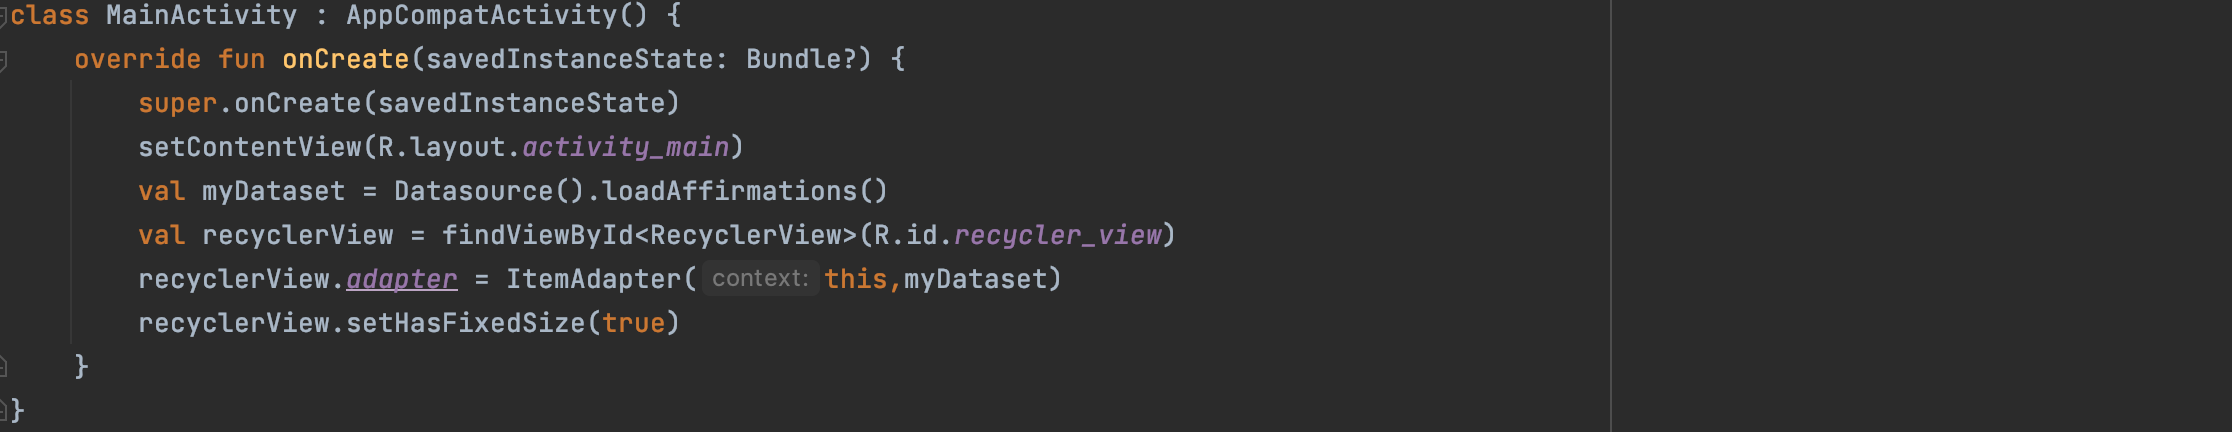 class MainActivity : AppCompatActivity() {
    override fun onCreate(savedInstanceState: Bundle?) {
        super.onCreate(savedInstanceState)
        setContentView(R.layout.activity_main)
        val myDataset = Datasource().loadAffirmations()
        val recyclerView = findViewById<RecyclerView>(R.id.recycler_view)
        recyclerView.adapter = ItemAdapter( context: this,myDataset)
        recyclerView.setHasFixedSize(true)
    }
}